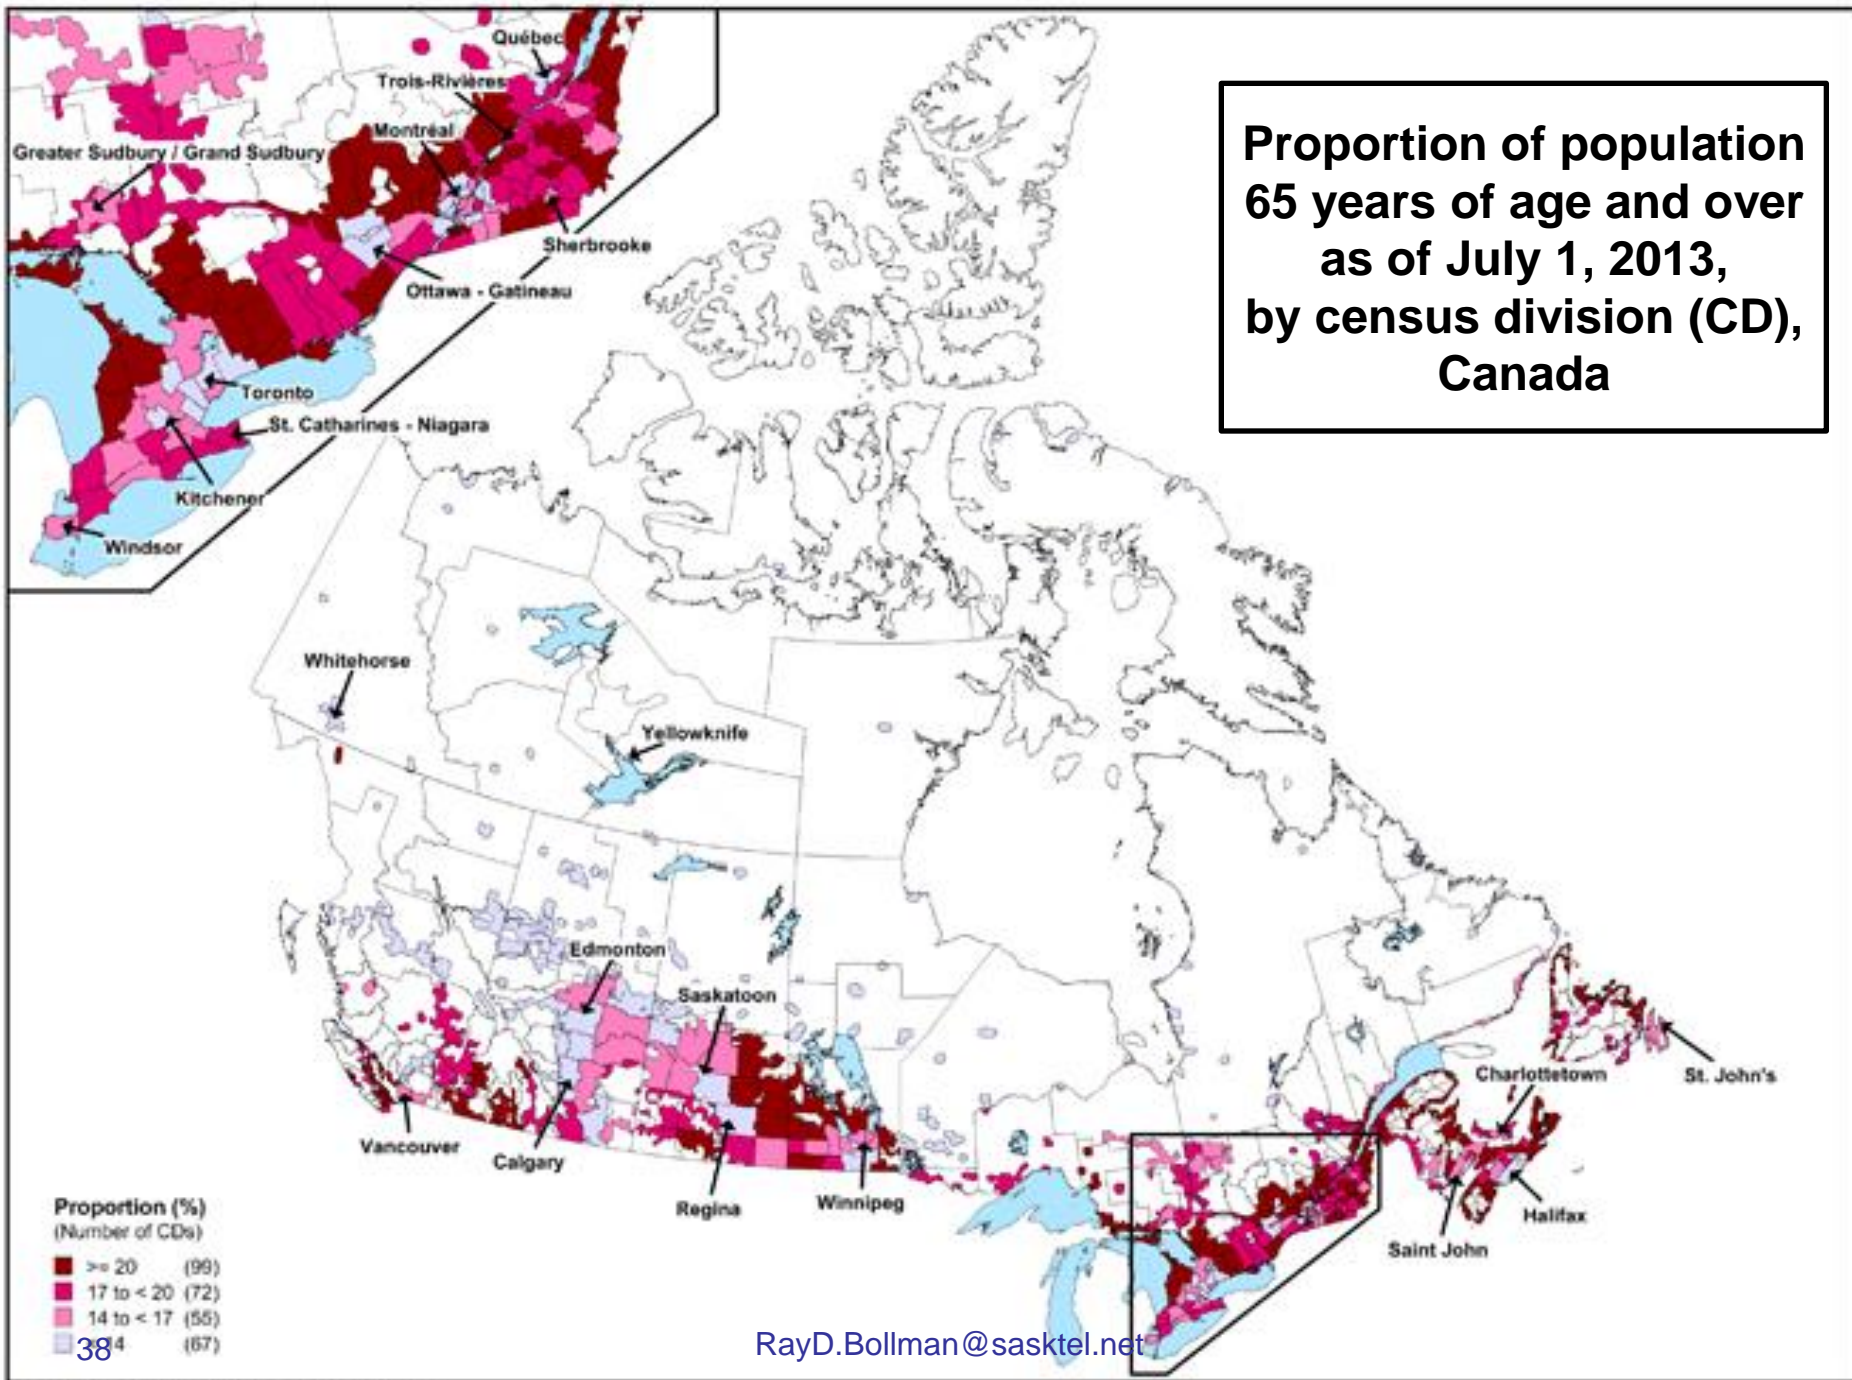 Québec
Trois-Rivières
Montréal
Greater Sudbury / Grand Sudbury
Sherbrooke
Ottawa - Gatineau
Toronto
St. Catharines - Niagara
Kitchener
Windsor
Proportion of population
65 years of age and over
as of July 1, 2013,
by census division (CD),
Canada
Whitehorse
Yellowknife
Edmonton
Saskatoon
Charlottetown
St. John's
Vancouver
Calgary
Regina
Winnipeg
Halifax
Saint John
Proportion (%)
(Number of CDs)
>= 20 (99)
17 to < 20 (72)
14 to < 17 (55)
4 (67)
38
RayD.Bollman@sasktel.net